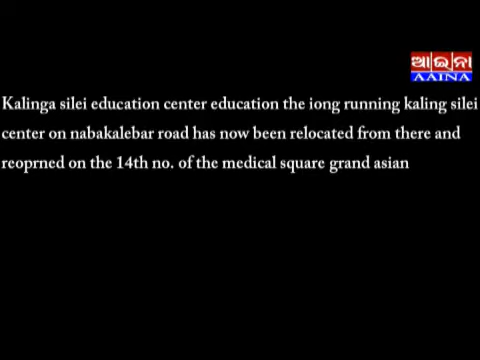 ଆଇନା
AAINA
Kalinga silei education center education the iong running kaling silei
center on nabakalebar road has now been relocated from there and
reoprned on the 14th no. of the medical square grand asian